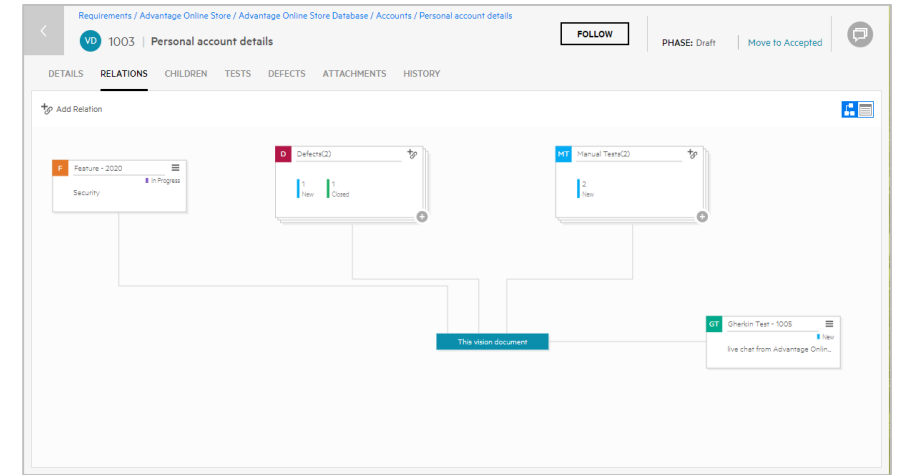 Requirements / Advantage Online Store / Advantage Online Store Database / Accounts / Personal account details
VD 1003 | Personal account details
FOLLOW
PHASE: Draft
Move to Accepted
DETAILS RELATIONS CHILDREN TESTS DEFECTS ATTACHMENTS HISTORY
Add Relation
F Feature - 2020
In Progress
Security
D Defects(2)
1 1
New Closed
MT Manual Tests(2)
2
New
GT Gherkin Test - 1005
New
live chat from Advantage Onlin...
This vision document